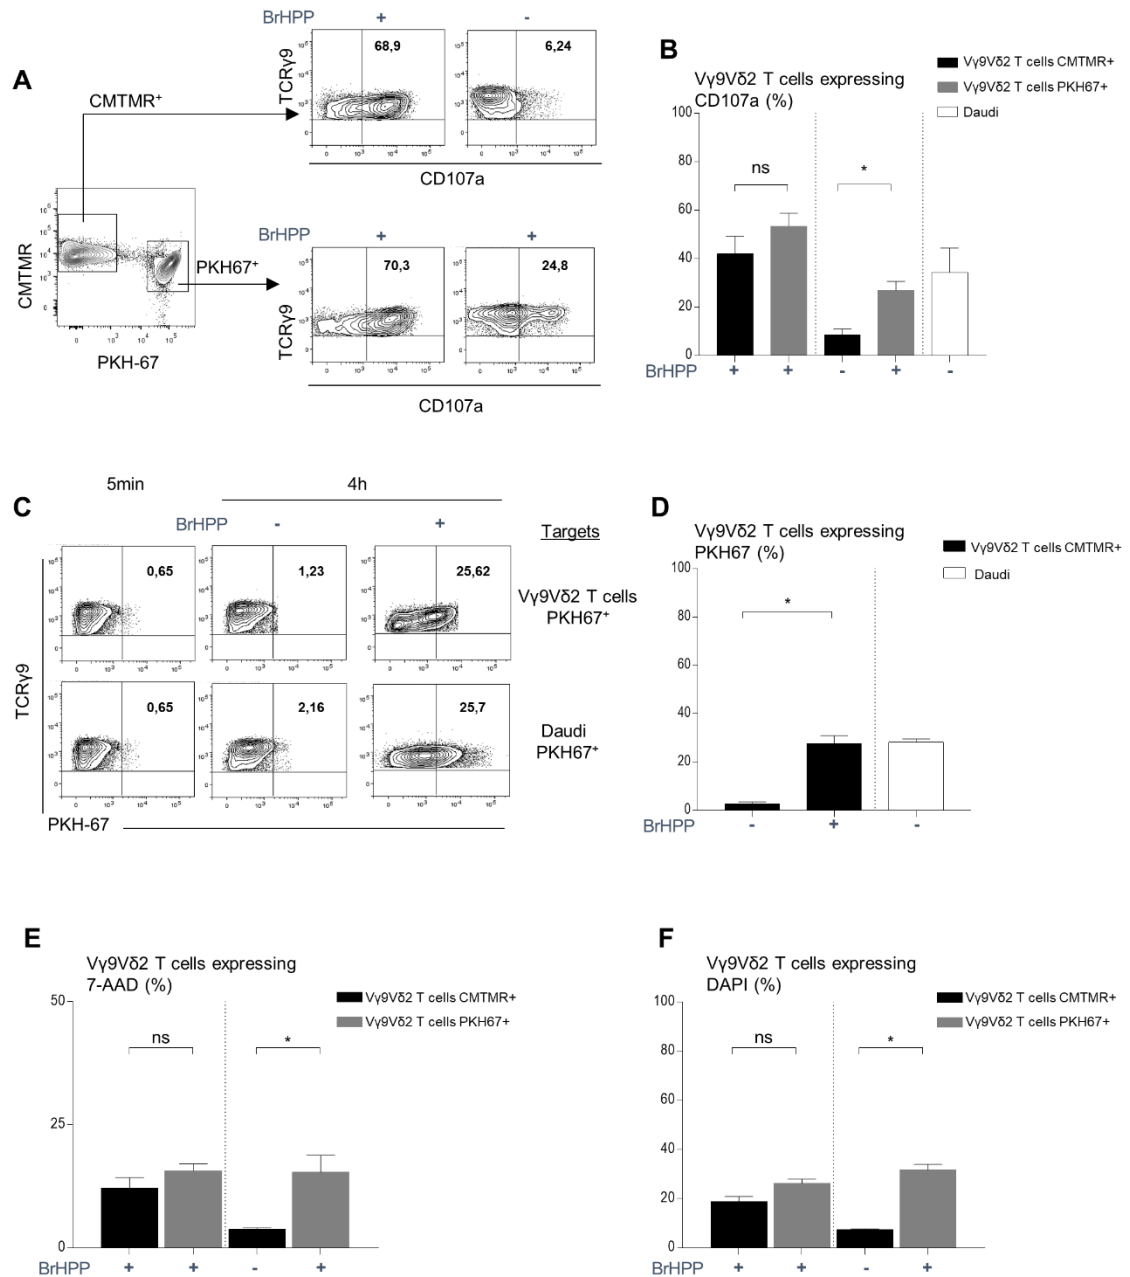 A
BrHPP + -
CMTMR⁺
TCRγ9
68,9
6,24
CD107a
CMTMR
PKH-67
PKH67⁺
BrHPP + +
TCRγ9
70,3
24,8
CD107a
B
Vγ9Vδ2 T cells expressing
CD107a (%)
Vγ9Vδ2 T cells CMTMR+
Vγ9Vδ2 T cells PKH67+
Daudi
100
80
60
40
20
0
ns
*
BrHPP + + - + -
C
5min 4h
BrHPP - +
Targets
0,65 1,23 25,62
Vγ9Vδ2 T cells
PKH67⁺
TCRγ9
0,65 2,16 25,7
Daudi
PKH67⁺
PKH-67
D
Vγ9Vδ2 T cells expressing
PKH67 (%)
Vγ9Vδ2 T cells CMTMR+
Daudi
100
80
60
40
20
0
*
BrHPP - + -
E
Vγ9Vδ2 T cells expressing
7-AAD (%)
Vγ9Vδ2 T cells CMTMR+
Vγ9Vδ2 T cells PKH67+
50
25
0
ns
*
BrHPP + + - +
F
Vγ9Vδ2 T cells expressing
DAPI (%)
Vγ9Vδ2 T cells CMTMR+
Vγ9Vδ2 T cells PKH67+
100
80
60
40
20
0
ns
*
BrHPP + + - +